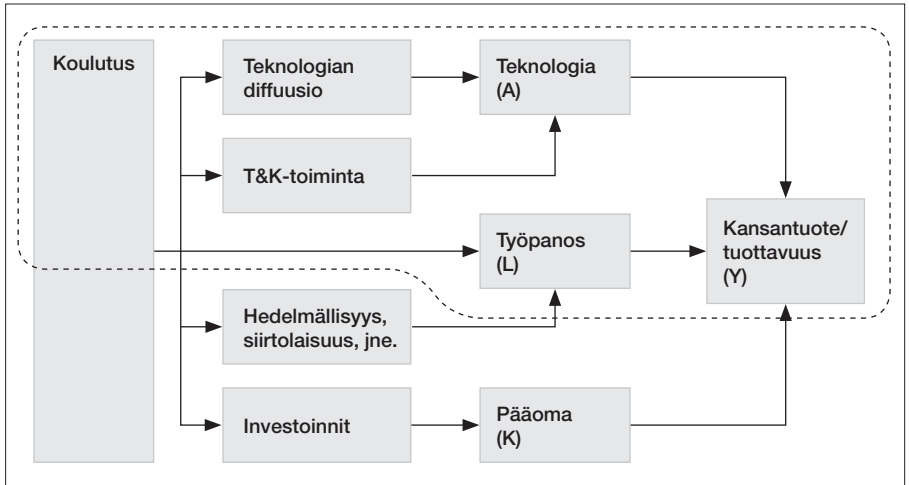 Koulutus
Teknologian
diffuusio
Teknologia
(A)
T&K-toiminta
Työpanos
(L)
Kansantuote/
tuottavuus
(Y)
Hedelmällisyys,
siirtolaisuus, jne.
Investoinnit
Pääoma
(K)